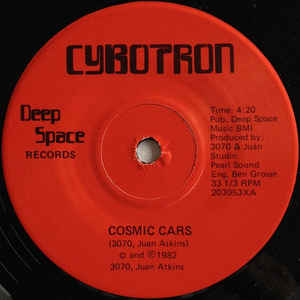 CYBOTRON
Deep
Space
RECORDS
Time: 4:20
Pub, Deep Space
Music BMI
Produced by:
3070 & Juan
Studio:
Pearl Sound
Eng. Ben Grosse
33 1/3 RPM
203053XA
COSMIC CARS
(3070, Juan Atkins)
© and ℗1982
3070, Juan Atkins